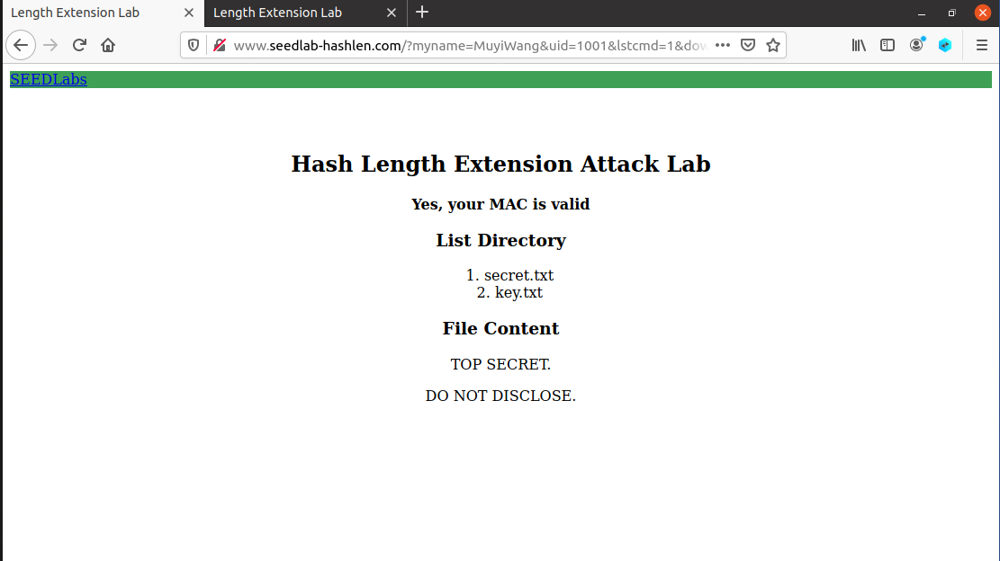 Length Extension Lab
Length Extension Lab
www.seedlab-hashlen.com/?myname=MuyiWang&uid=1001&lstcmd=1&dow
SEEDLabs
Hash Length Extension Attack Lab
Yes, your MAC is valid
List Directory
1. secret.txt
2. key.txt
File Content
TOP SECRET.
DO NOT DISCLOSE.